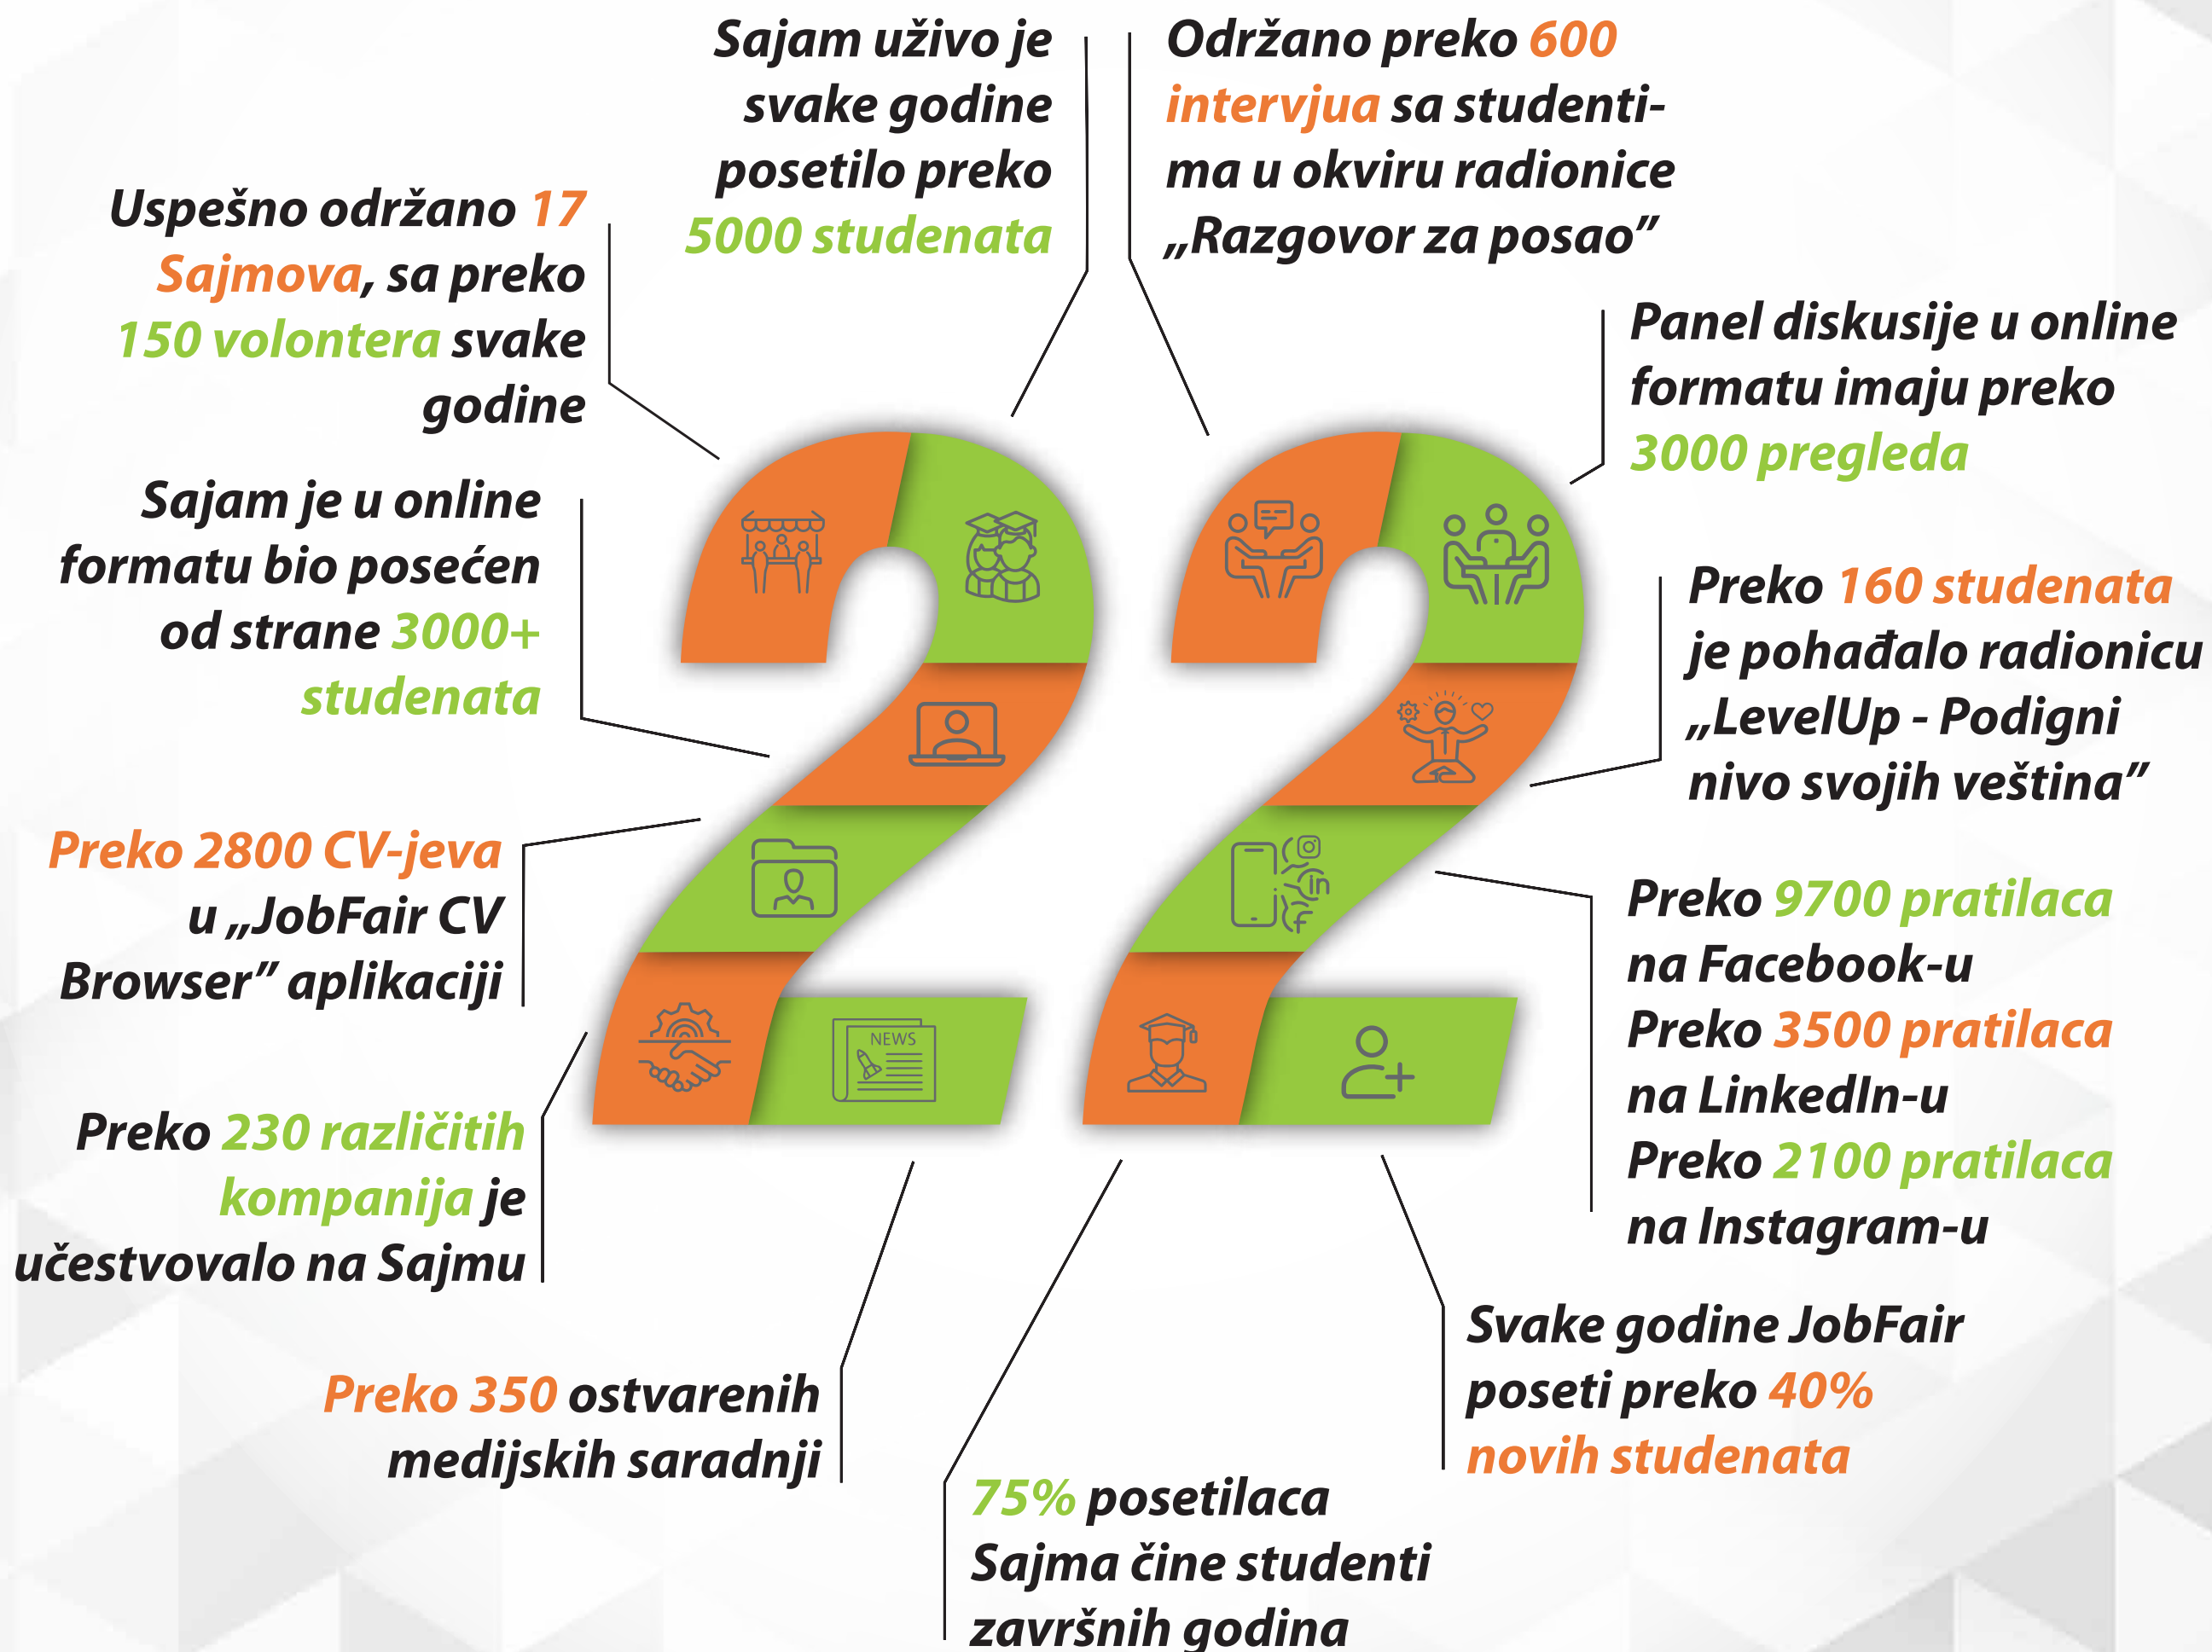 Sajam uživo je
svake godine
posetilo preko
5000 studenata
Održano preko 600
intervjua sa studenti-
ma u okviru radionice
„Razgovor za posao”
Uspešno održano 17
Sajmova, sa preko
150 volontera svake
godine
Panel diskusije u online
formatu imaju preko
3000 pregleda
Sajam je u online
formatu bio posećen
od strane 3000+
studenata
Preko 160 studenata
je pohađalo radionicu
„LevelUp - Podigni
nivo svojih veština”
Preko 2800 CV-jeva
u „JobFair CV
Browser” aplikaciji
Preko 9700 pratilaca
na Facebook-u
Preko 3500 pratilaca
na LinkedIn-u
Preko 2100 pratilaca
na Instagram-u
22
in
f
NEWS
Preko 230 različitih
kompanija je
učestvovalo na Sajmu
Preko 350 ostvarenih
medijskih saradnji
75% posetilaca
Sajma čine studenti
završnih godina
Svake godine JobFair
poseti preko 40%
novih studenata